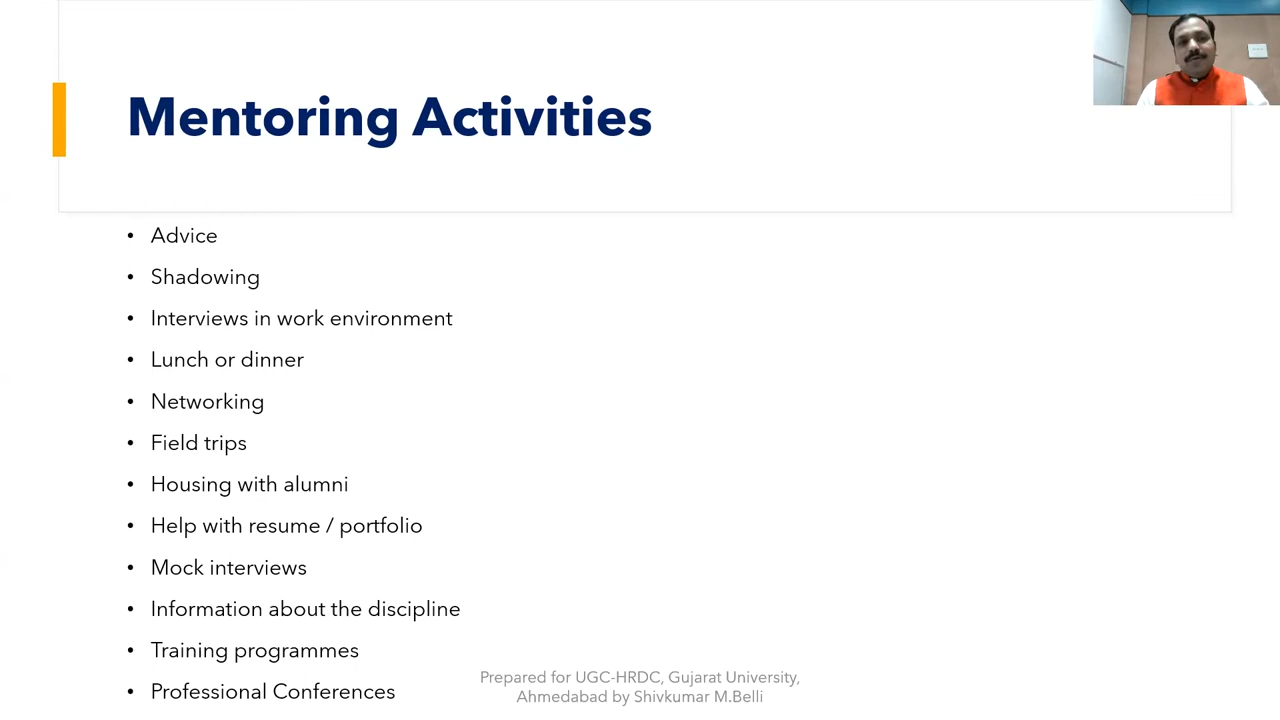 Mentoring Activities
• Advice
• Shadowing
• Interviews in work environment
• Lunch or dinner
• Networking
• Field trips
• Housing with alumni
• Help with resume / portfolio
• Mock interviews
• Information about the discipline
• Training programmes
• Professional Conferences
Prepared for UGC-HRDC, Gujarat University,
Ahmedabad by Shivkumar M.Belli